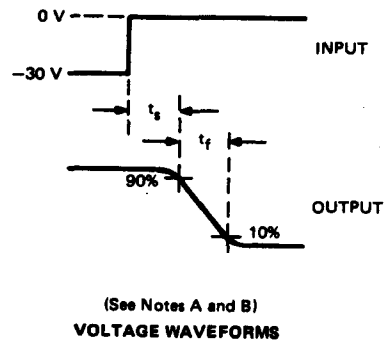 0 V
INPUT
−30 V
ts
tf
90%
OUTPUT
10%
(See Notes A and B)
VOLTAGE WAVEFORMS